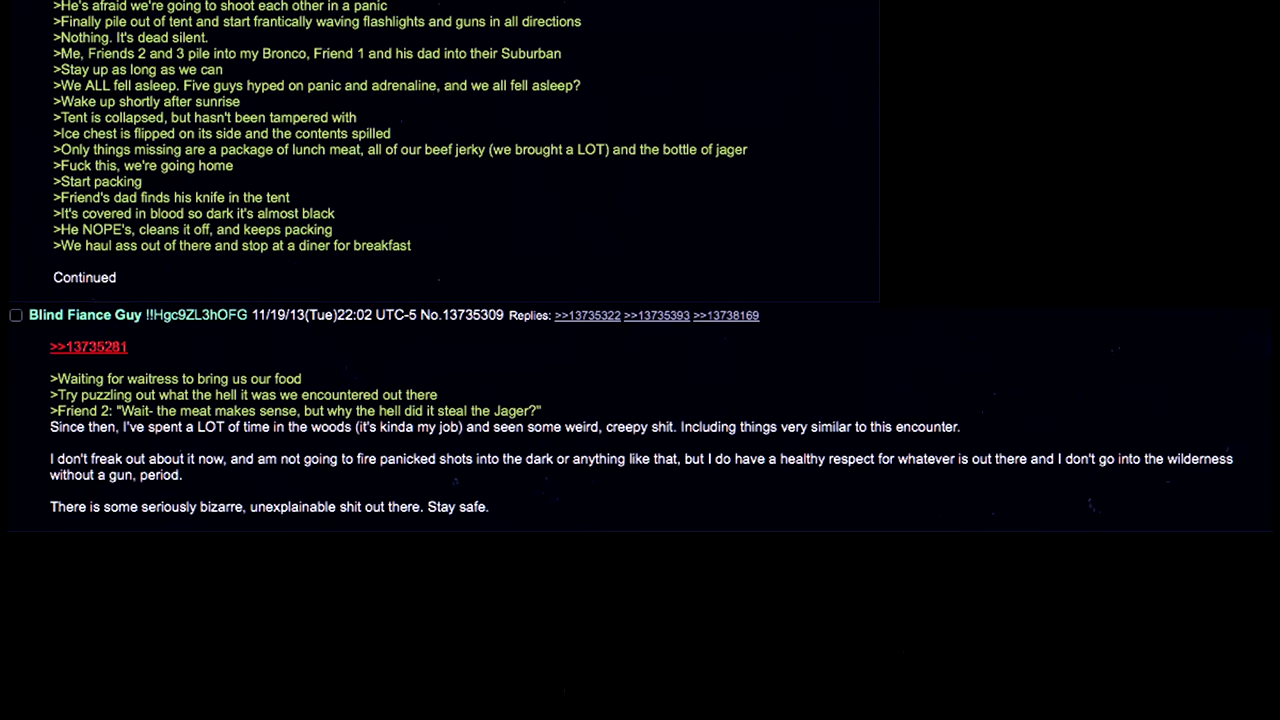 >He's afraid we're going to shoot each other in a panic
>Finally pile out of tent and start frantically waving flashlights and guns in all directions
>Nothing. It's dead silent.
>Me, Friends 2 and 3 pile into my Bronco, Friend 1 and his dad into their Suburban
>Stay up as long as we can
>We ALL fell asleep. Five guys hyped on panic and adrenaline, and we all fell asleep?
>Wake up shortly after sunrise
>Tent is collapsed, but hasn't been tampered with
>Ice chest is flipped on its side and the contents spilled
>Only things missing are a package of lunch meat, all of our beef jerky (we brought a LOT) and the bottle of jager
>Fuck this, we're going home
>Start packing
>Friend's dad finds his knife in the tent
>It's covered in blood so dark it's almost black
>He NOPE's, cleans it off, and keeps packing
>We haul ass out of there and stop at a diner for breakfast
Continued
Blind Fiance Guy !!Hgc9ZL3hOFG 11/19/13(Tue)22:02 UTC-5 No.13735309 Replies: >>13735322 >>13735393 >>13738169
>>13735281
>Waiting for waitress to bring us our food
>Try puzzling out what the hell it was we encountered out there
>Friend 2: "Wait- the meat makes sense, but why the hell did it steal the Jager?"
Since then, I've spent a LOT of time in the woods (it's kinda my job) and seen some weird, creepy shit. Including things very similar to this encounter.
I don't freak out about it now, and am not going to fire panicked shots into the dark or anything like that, but I do have a healthy respect for whatever is out there and I don't go into the wilderness
without a gun, period.
There is some seriously bizarre, unexplainable shit out there. Stay safe.